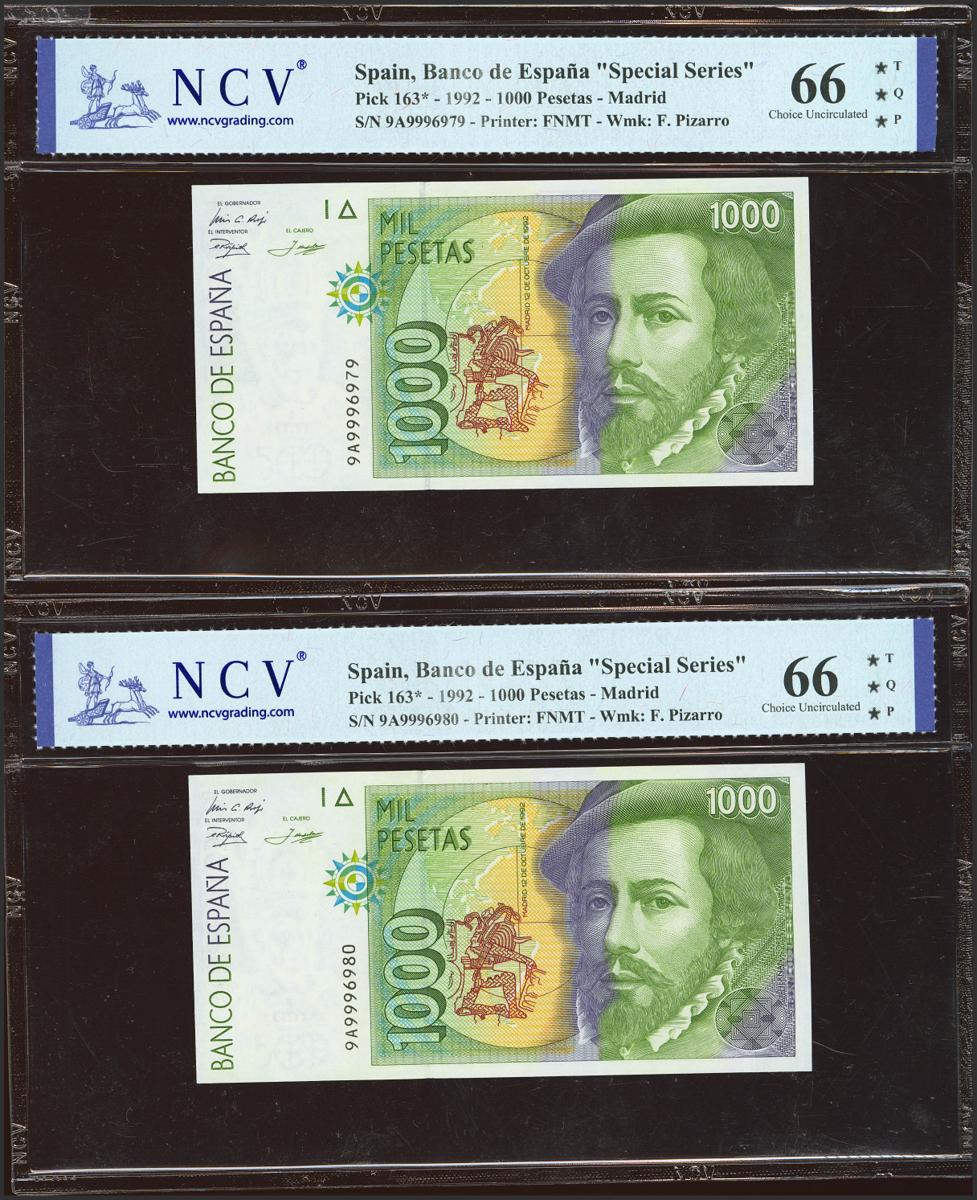 NCV®
www.ncvgrading.com
Spain, Banco de España "Special Series"
Pick 163* - 1992 - 1000 Pesetas - Madrid
S/N 9A9996979 - Printer: FNMT - Wmk: F. Pizarro
66
Choice Uncirculated
★ T
★ Q
★ P
EL GOBERNADOR
EL INTERVENTOR
EL CAJERO
BANCO DE ESPAÑA
9A9996979
MIL
PESETAS
1000
MADRID 12 DE OCTUBRE DE 1992
1000
NCV®
www.ncvgrading.com
Spain, Banco de España "Special Series"
Pick 163* - 1992 - 1000 Pesetas - Madrid
S/N 9A9996980 - Printer: FNMT - Wmk: F. Pizarro
66
Choice Uncirculated
★ T
★ Q
★ P
EL GOBERNADOR
EL INTERVENTOR
EL CAJERO
BANCO DE ESPAÑA
9A9996980
MIL
PESETAS
1000
MADRID 12 DE OCTUBRE DE 1992
1000